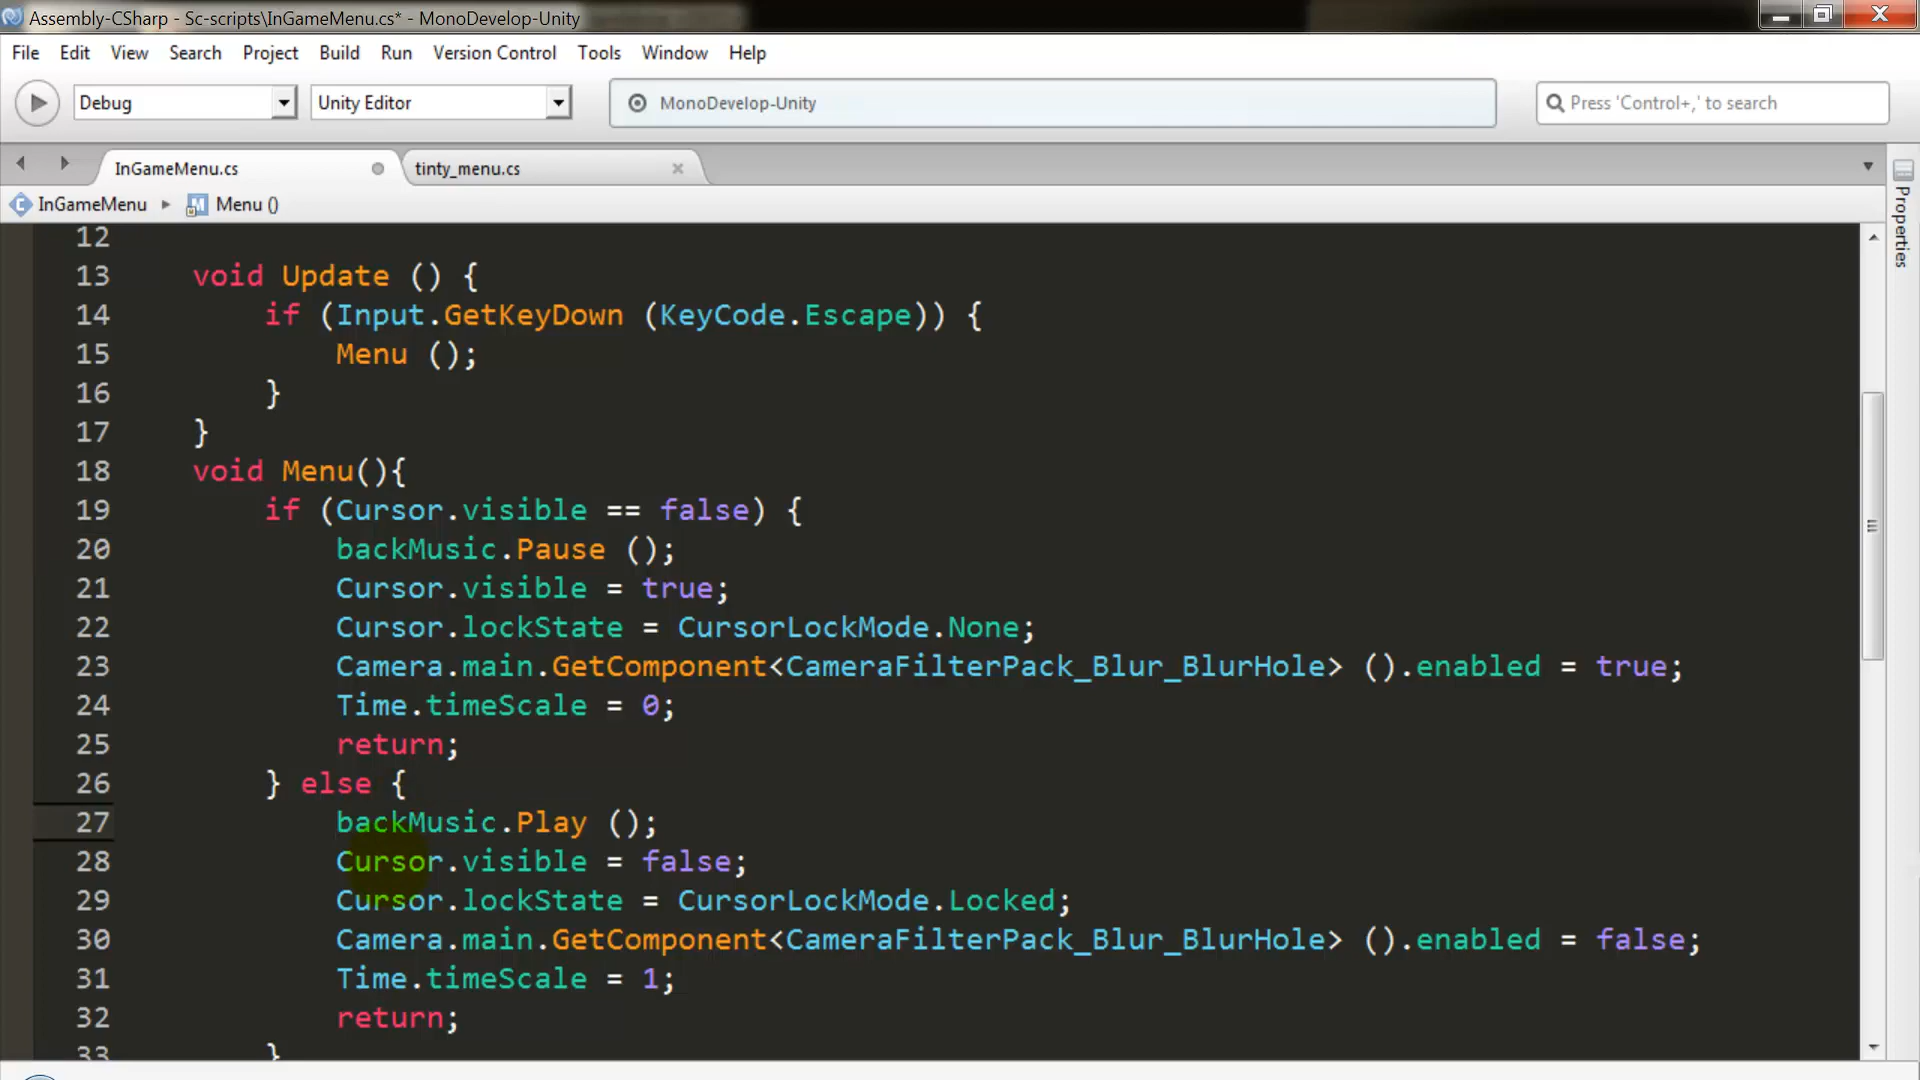 Assembly-CSharp - Sc-scripts\InGameMenu.cs* - MonoDevelop-Unity
File Edit View Search Project Build Run Version Control Tools Window Help
Debug Unity Editor MonoDevelop-Unity Press 'Control+,' to search
InGameMenu.cs tinty_menu.cs
InGameMenu Menu ()
Properties
12
13 void Update () {
14 if (Input.GetKeyDown (KeyCode.Escape)) {
15 Menu ();
16 }
17 }
18 void Menu(){
19 if (Cursor.visible == false) {
20 backMusic.Pause ();
21 Cursor.visible = true;
22 Cursor.lockState = CursorLockMode.None;
23 Camera.main.GetComponent<CameraFilterPack_Blur_BlurHole> ().enabled = true;
24 Time.timeScale = 0;
25 return;
26 } else {
27 backMusic.Play ();
28 Cursor.visible = false;
29 Cursor.lockState = CursorLockMode.Locked;
30 Camera.main.GetComponent<CameraFilterPack_Blur_BlurHole> ().enabled = false;
31 Time.timeScale = 1;
32 return;
33 }